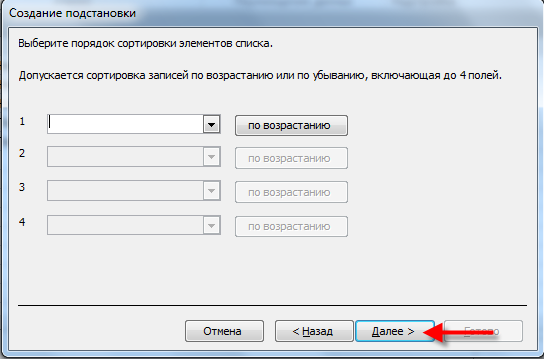 Создание подстановки
Выберите порядок сортировки элементов списка.
Допускается сортировка записей по возрастанию или по убыванию, включающая до 4 полей.
1 по возрастанию
2 по возрастанию
3 по возрастанию
4 по возрастанию
Отмена < Назад Далее > Готово